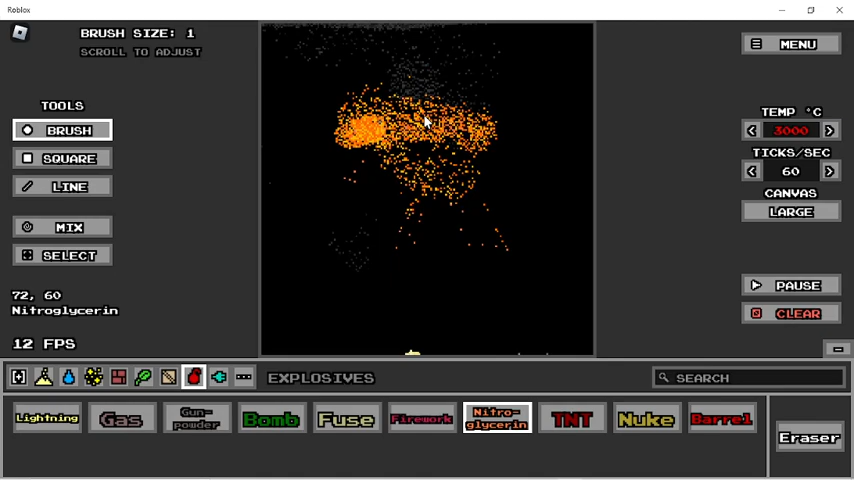 Roblox
BRUSH SIZE: 1
SCROLL TO ADJUST
TOOLS
BRUSH
SQUARE
LINE
MIX
SELECT
72, 60
Nitroglycerin
12 FPS
MENU
TEMP °C
< 3000 >
TICKS/SEC
< 60 >
CANVAS
LARGE
PAUSE
CLEAR
EXPLOSIVES
SEARCH
Lightning
Gas
Gun-
powder
Bomb
Fuse
Firework
Nitro-
glycerin
TNT
Nuke
Barrel
Eraser